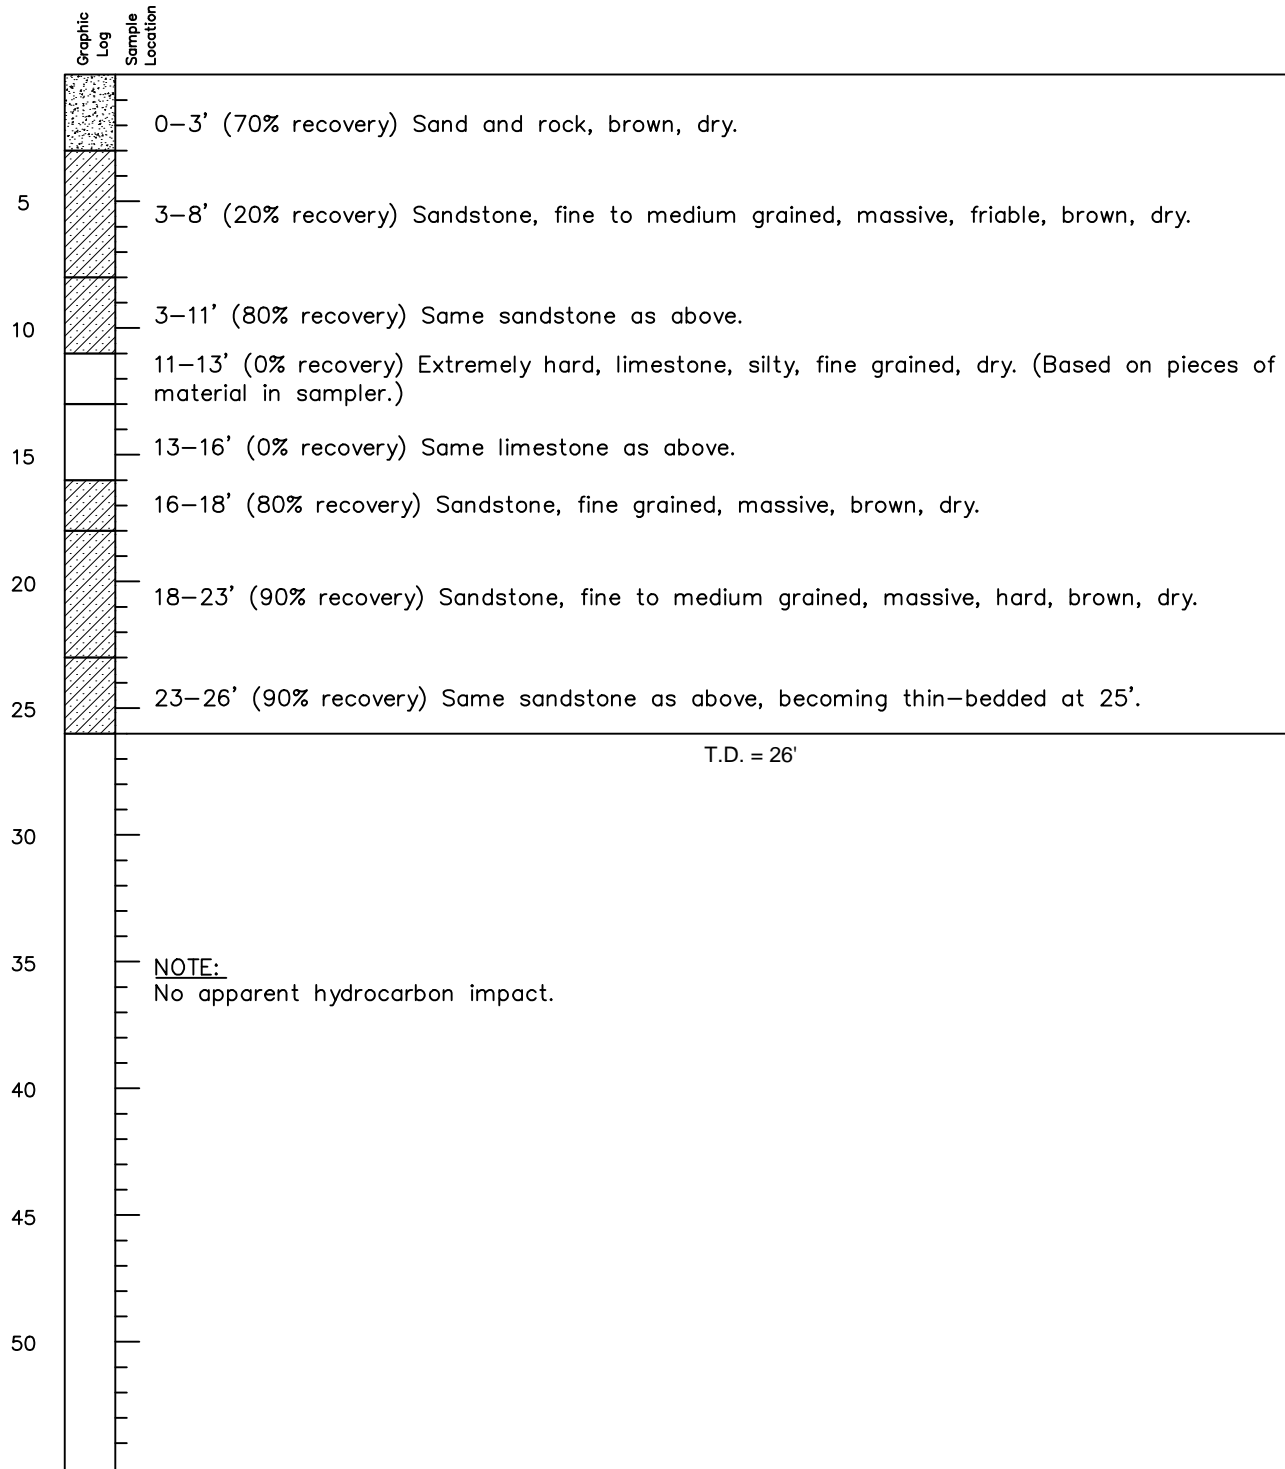 Graphic
Log
Sample
Location
0–3' (70% recovery) Sand and rock, brown, dry.
5
3–8' (20% recovery) Sandstone, fine to medium grained, massive, friable, brown, dry.
3–11' (80% recovery) Same sandstone as above.
10
11–13' (0% recovery) Extremely hard, limestone, silty, fine grained, dry. (Based on pieces of
material in sampler.)
13–16' (0% recovery) Same limestone as above.
15
16–18' (80% recovery) Sandstone, fine grained, massive, brown, dry.
20
18–23' (90% recovery) Sandstone, fine to medium grained, massive, hard, brown, dry.
23–26' (90% recovery) Same sandstone as above, becoming thin–bedded at 25'.
25
T.D. = 26'
30
35
NOTE:
No apparent hydrocarbon impact.
40
45
50